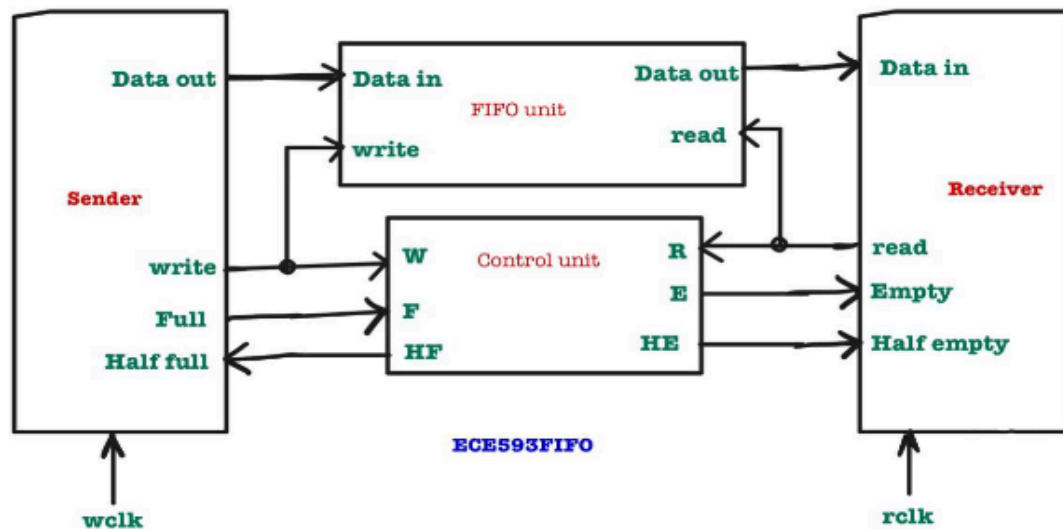 Data out
Sender
write
Full
Half full
wclk
Data in
Data out
FIFO unit
write
read
W
R
Control unit
F
E
HF
HE
ECE593FIFO
Data in
Receiver
read
Empty
Half empty
rclk